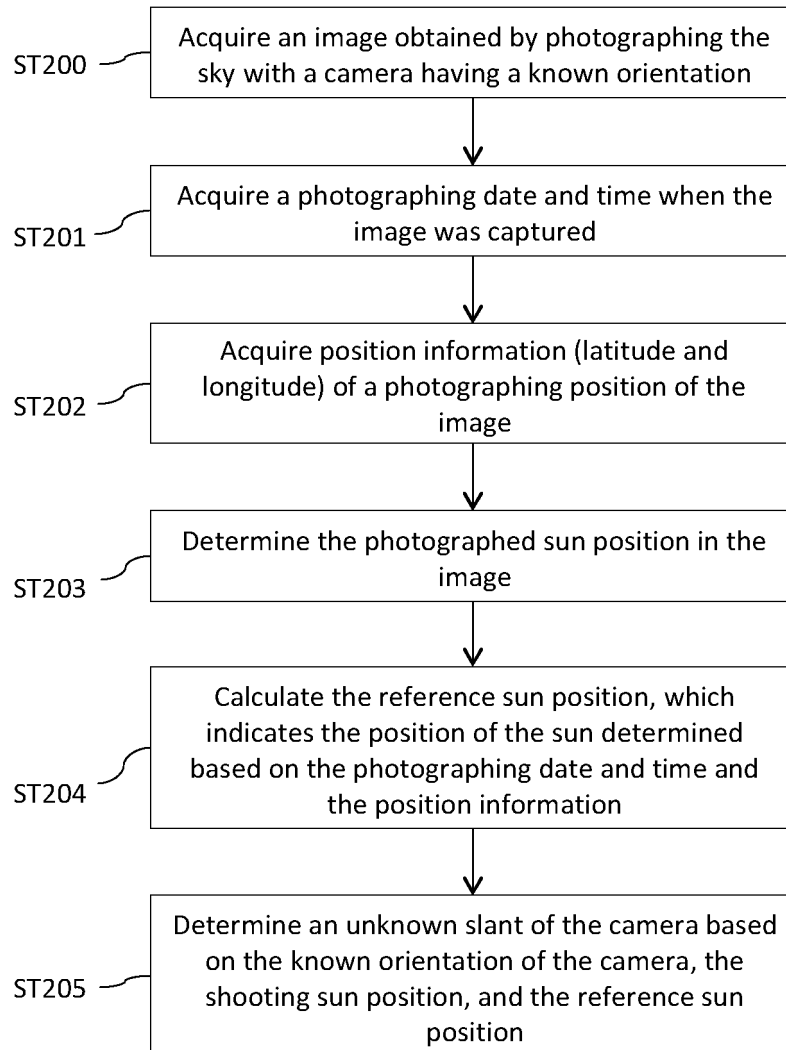 ST200
Acquire an image obtained by photographing the
sky with a camera having a known orientation
ST201
Acquire a photographing date and time when the
image was captured
ST202
Acquire position information (latitude and
longitude) of a photographing position of the
image
ST203
Determine the photographed sun position in the
image
ST204
Calculate the reference sun position, which
indicates the position of the sun determined
based on the photographing date and time and
the position information
ST205
Determine an unknown slant of the camera based
on the known orientation of the camera, the
shooting sun position, and the reference sun
position